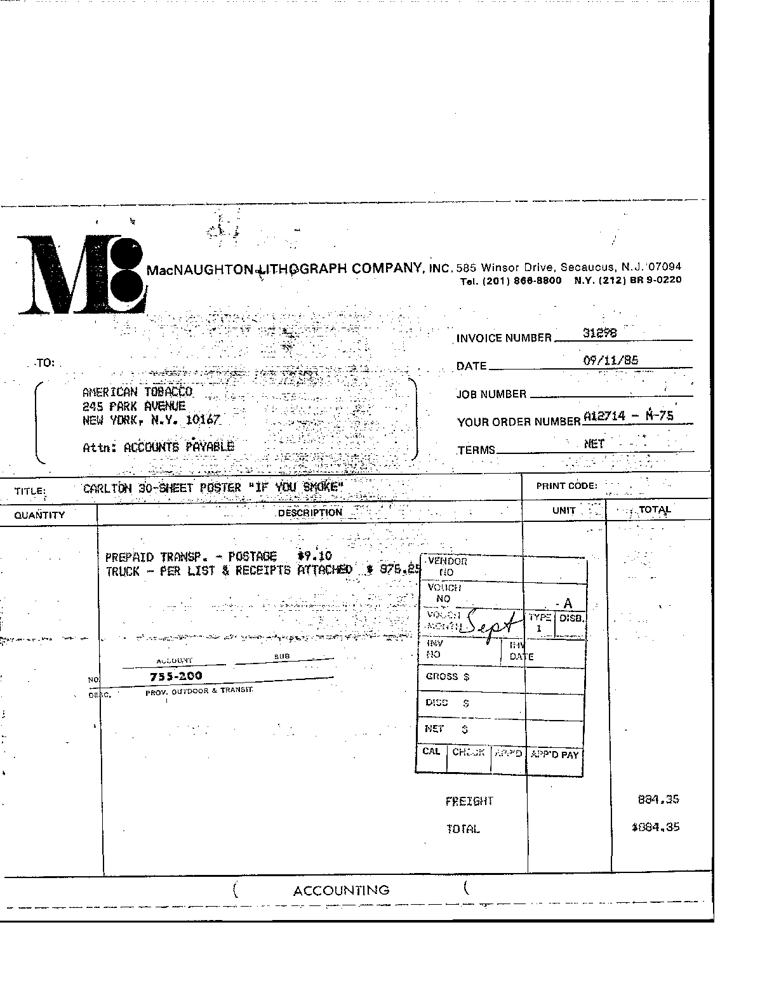 MacNAUGHTON LITHOGRAPH COMPANY, INC. 585 Winsor Drive, Secaucus, N.J. 07094
Tel. (201) 866-8800 N.Y. (212) BR 9-0220
INVOICE NUMBER 31298
TO:
DATE 09/11/85
AMERICAN TOBACCO
245 PARK AVENUE
NEW YORK, N.Y. 10167
Attn: ACCOUNTS PAYABLE
JOB NUMBER
YOUR ORDER NUMBER A12714 - N-75
TERMS NET
TITLE: CARLTON 30-SHEET POSTER "IF YOU SMOKE"
PRINT CODE:
QUANTITY DESCRIPTION UNIT TOTAL
PREPAID TRANSP. - POSTAGE $9.10
TRUCK - PER LIST & RECEIPTS ATTACHED $ 875.25
VENDOR
NO
VOUCH
NO
A
VOUCH
MONTH Sept TYPE DISB.
1
INV
NO
INV
DATE
ACCOUNT SUB
NO. 755-200
DESC. PROV. OUTDOOR & TRANSIT
GROSS $
DISC $
NET $
CAL CHECK APP'D APP'D PAY
FREIGHT 884.35
TOTAL $884.35
ACCOUNTING